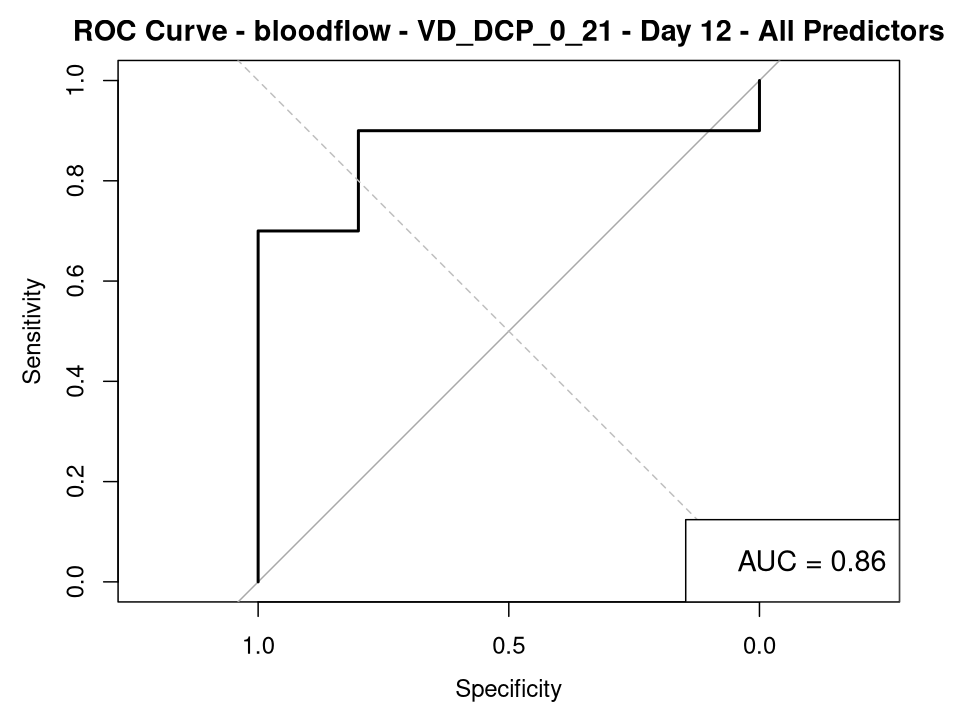 ROC Curve - bloodflow - VD_DCP_0_21 - Day 12 - All Predictors
Sensitivity
1.0
0.8
0.6
0.4
0.2
0.0
AUC = 0.86
1.0 0.5 0.0
Specificity